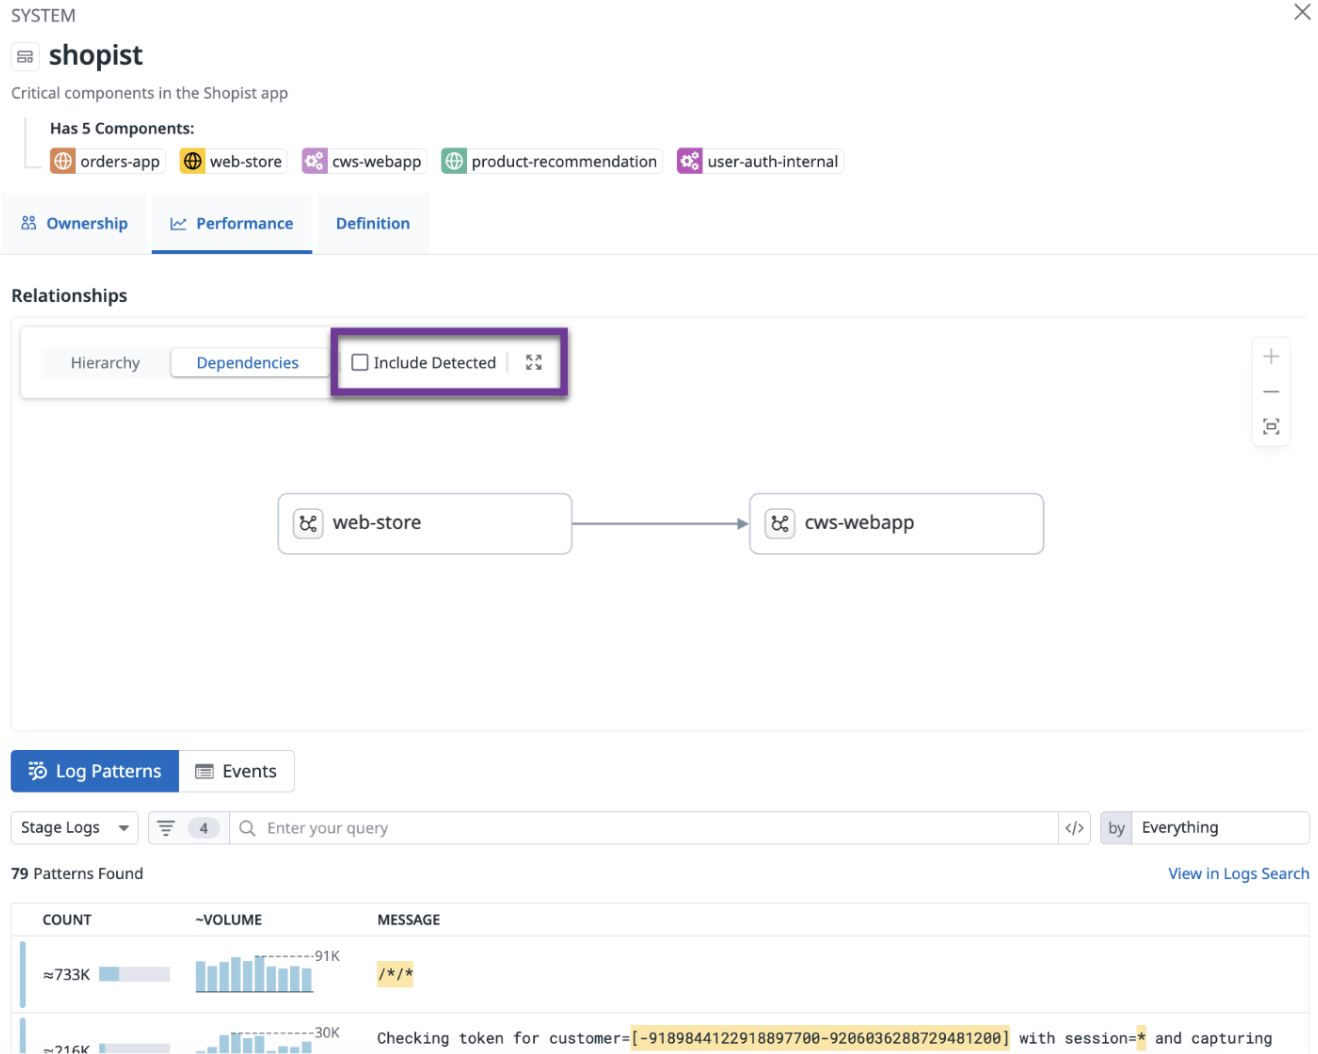 SYSTEM
shopist
Critical components in the Shopist app
Has 5 Components:
orders-app web-store cws-webapp product-recommendation user-auth-internal
Ownership Performance Definition
Relationships
Hierarchy Dependencies Include Detected
web-store cws-webapp
Log Patterns Events
Stage Logs 4 Enter your query </> by Everything
79 Patterns Found View in Logs Search
COUNT ~VOLUME MESSAGE
91K
≈733K /*/*
30K
≈216K Checking token for customer=[-9189844122918897700-9206036288729481200] with session=* and capturing